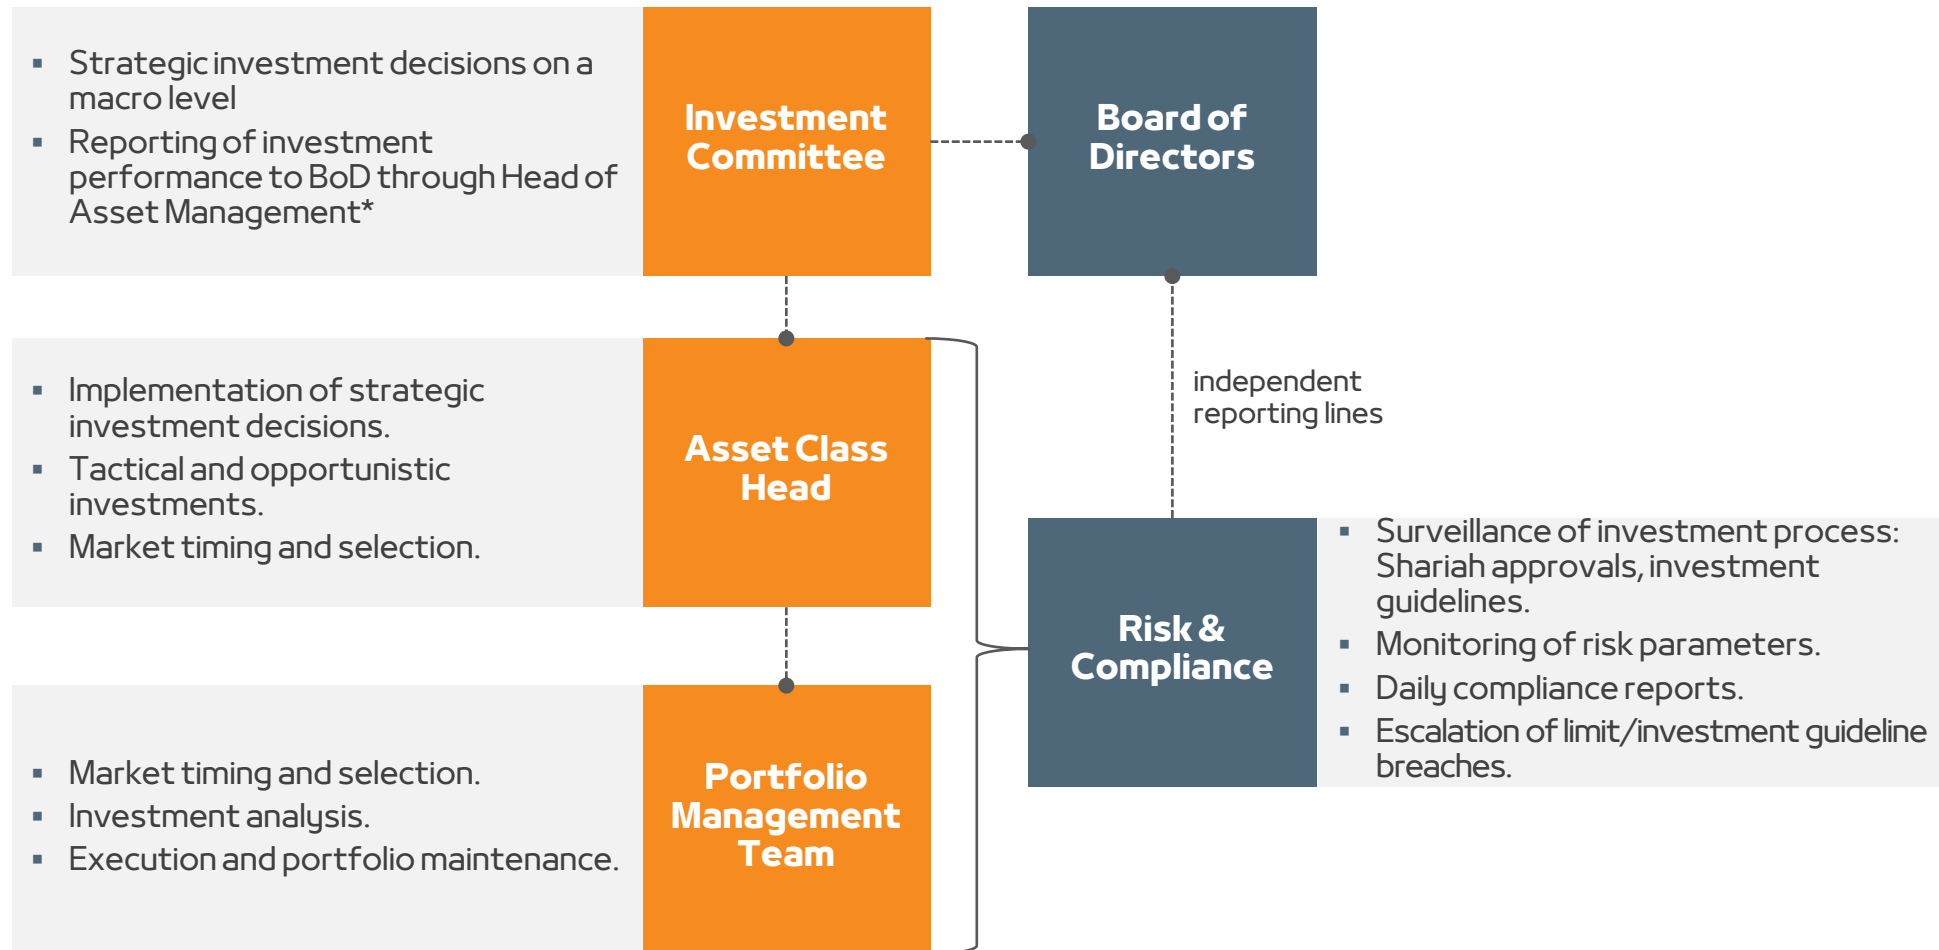 ▪ Strategic investment decisions on a
macro level
▪ Reporting of investment
performance to BoD through Head of
Asset Management*
Investment
Committee
Board of
Directors
▪ Implementation of strategic
investment decisions.
▪ Tactical and opportunistic
investments.
▪ Market timing and selection.
Asset Class
Head
independent
reporting lines
Risk &
Compliance
▪ Surveillance of investment process:
Shariah approvals, investment
guidelines.
▪ Monitoring of risk parameters.
▪ Daily compliance reports.
▪ Escalation of limit/investment guideline
breaches.
▪ Market timing and selection.
▪ Investment analysis.
▪ Execution and portfolio maintenance.
Portfolio
Management
Team